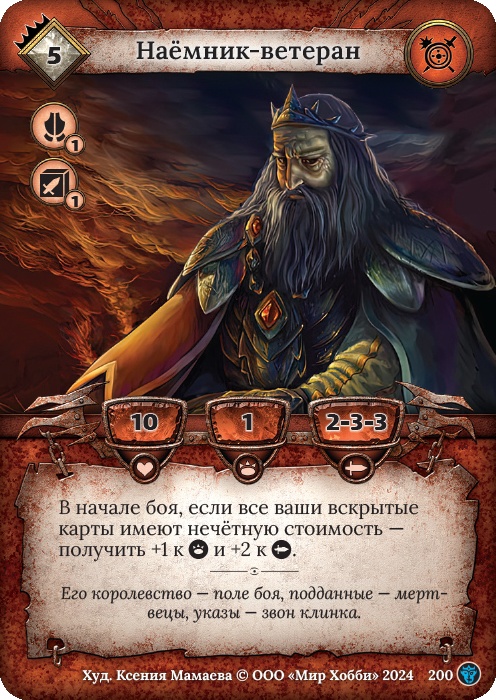 5
Наёмник-ветеран
1
1
10
1
2-3-3
В начале боя, если все ваши вскрытые
карты имеют нечётную стоимость —
получить +1 к и +2 к .
Его королевство — поле боя, подданные — мерт-
вецы, указы — звон клинка.
Худ. Ксения Мамаева © ООО «Мир Хобби» 2024 200